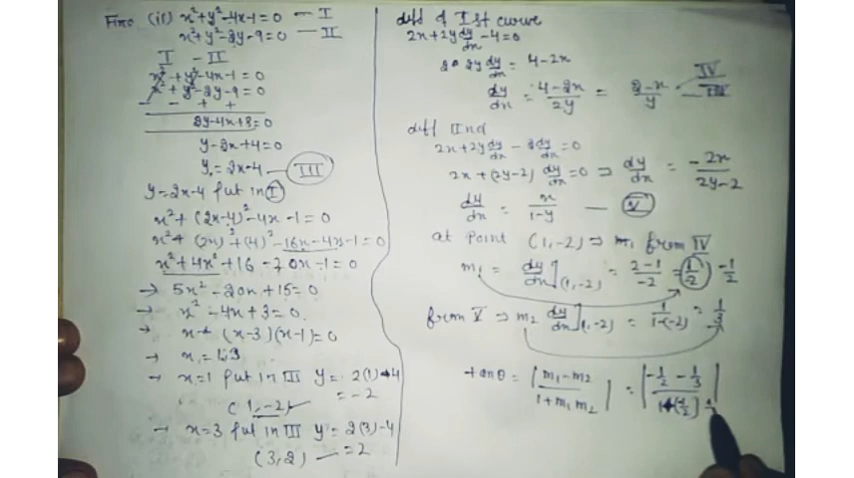 Find (ii) x²+y²-4x-1=0 — I
x²+y²-2y-9=0 — II
I - II
x²+y²-4x-1=0
x²+y²-2y-9=0
- - + +
2y-4x+8=0
y-2x+4=0
y=2x-4 — III
y=2x-4 put in I
x²+(2x-4)²-4x-1=0
x²+(2x)²+(4)²-16x-4x-1=0
x²+4x²+16-20x-1=0
→ 5x²-20x+15=0
→ x²-4x+3=0
→ (x-3)(x-1)=0
→ x=1,3
→ x=1 put in III y=2(1)-4
=-2
(1,-2)
→ x=3 put in III y=2(3)-4
=2
(3,2)
diff of Ist curve
2x+2y dy/dx -4=0
2y dy/dx = 4-2x
dy/dx = (4-2x)/2y = (2-x)/y — IV
diff IInd
2x+2y dy/dx - 2dy/dx =0
2x+(2y-2) dy/dx =0 ⇒ dy/dx = -2x/(2y-2)
dy/dx = x/(1-y) — V
at point (1,-2) ⇒ m₁ from IV
m₁ = dy/dx](1,-2) = (2-1)/-2 = (1/2) -1/2
from V ⇒ m₂ dy/dx](1,-2) = 1/(1-(-2)) = 1/3
tanθ = |(m₁-m₂)/(1+m₁m₂)| = |(-1/2 - 1/3)/(1+(-1/2)